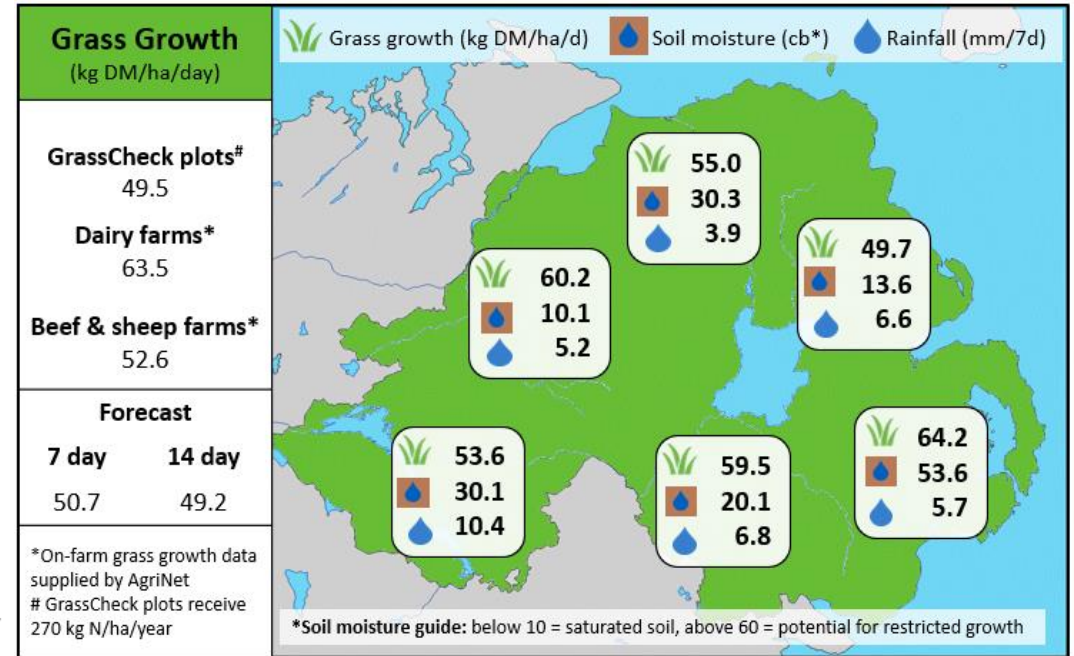 Grass Growth
(kg DM/ha/day)
GrassCheck plots#
49.5
Dairy farms*
63.5
Beef & sheep farms*
52.6
Forecast
7 day 14 day
50.7 49.2
*On-farm grass growth data
supplied by AgriNet
# GrassCheck plots receive
270 kg N/ha/year
Grass growth (kg DM/ha/d) Soil moisture (cb*) Rainfall (mm/7d)
55.0
30.3
3.9
49.7
13.6
6.6
60.2
10.1
5.2
53.6
30.1
10.4
59.5
20.1
6.8
64.2
53.6
5.7
*Soil moisture guide: below 10 = saturated soil, above 60 = potential for restricted growth